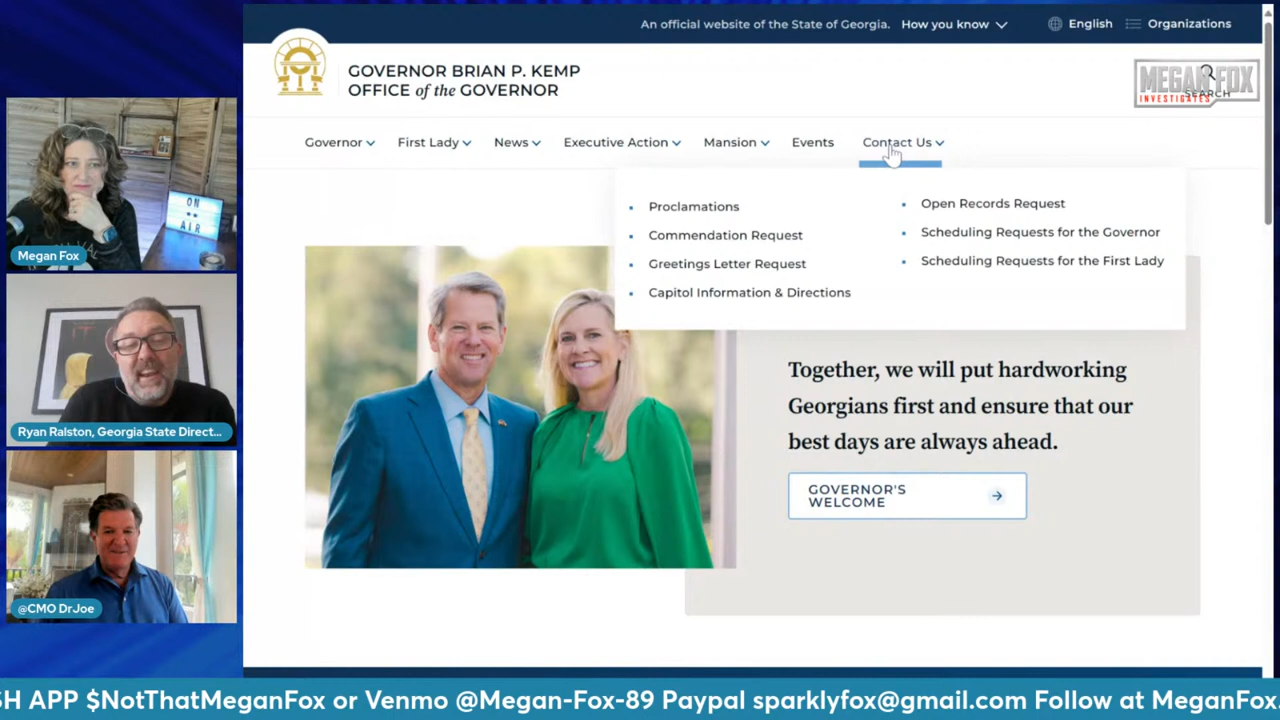 An official website of the State of Georgia. How you know
English
Organizations
GOVERNOR BRIAN P. KEMP
OFFICE of the GOVERNOR
MEGAN FOX
INVESTIGATES
SEARCH
Governor
First Lady
News
Executive Action
Mansion
Events
Contact Us
Proclamations
Commendation Request
Greetings Letter Request
Capitol Information & Directions
Open Records Request
Scheduling Requests for the Governor
Scheduling Requests for the First Lady
Together, we will put hardworking
Georgians first and ensure that our
best days are always ahead.
GOVERNOR'S
WELCOME
ON
AIR
Megan Fox
Ryan Ralston, Georgia State Direct...
@CMO DrJoe
SH APP $NotThatMeganFox or Venmo @Megan-Fox-89 Paypal sparklyfox@gmail.com Follow at MeganFox.